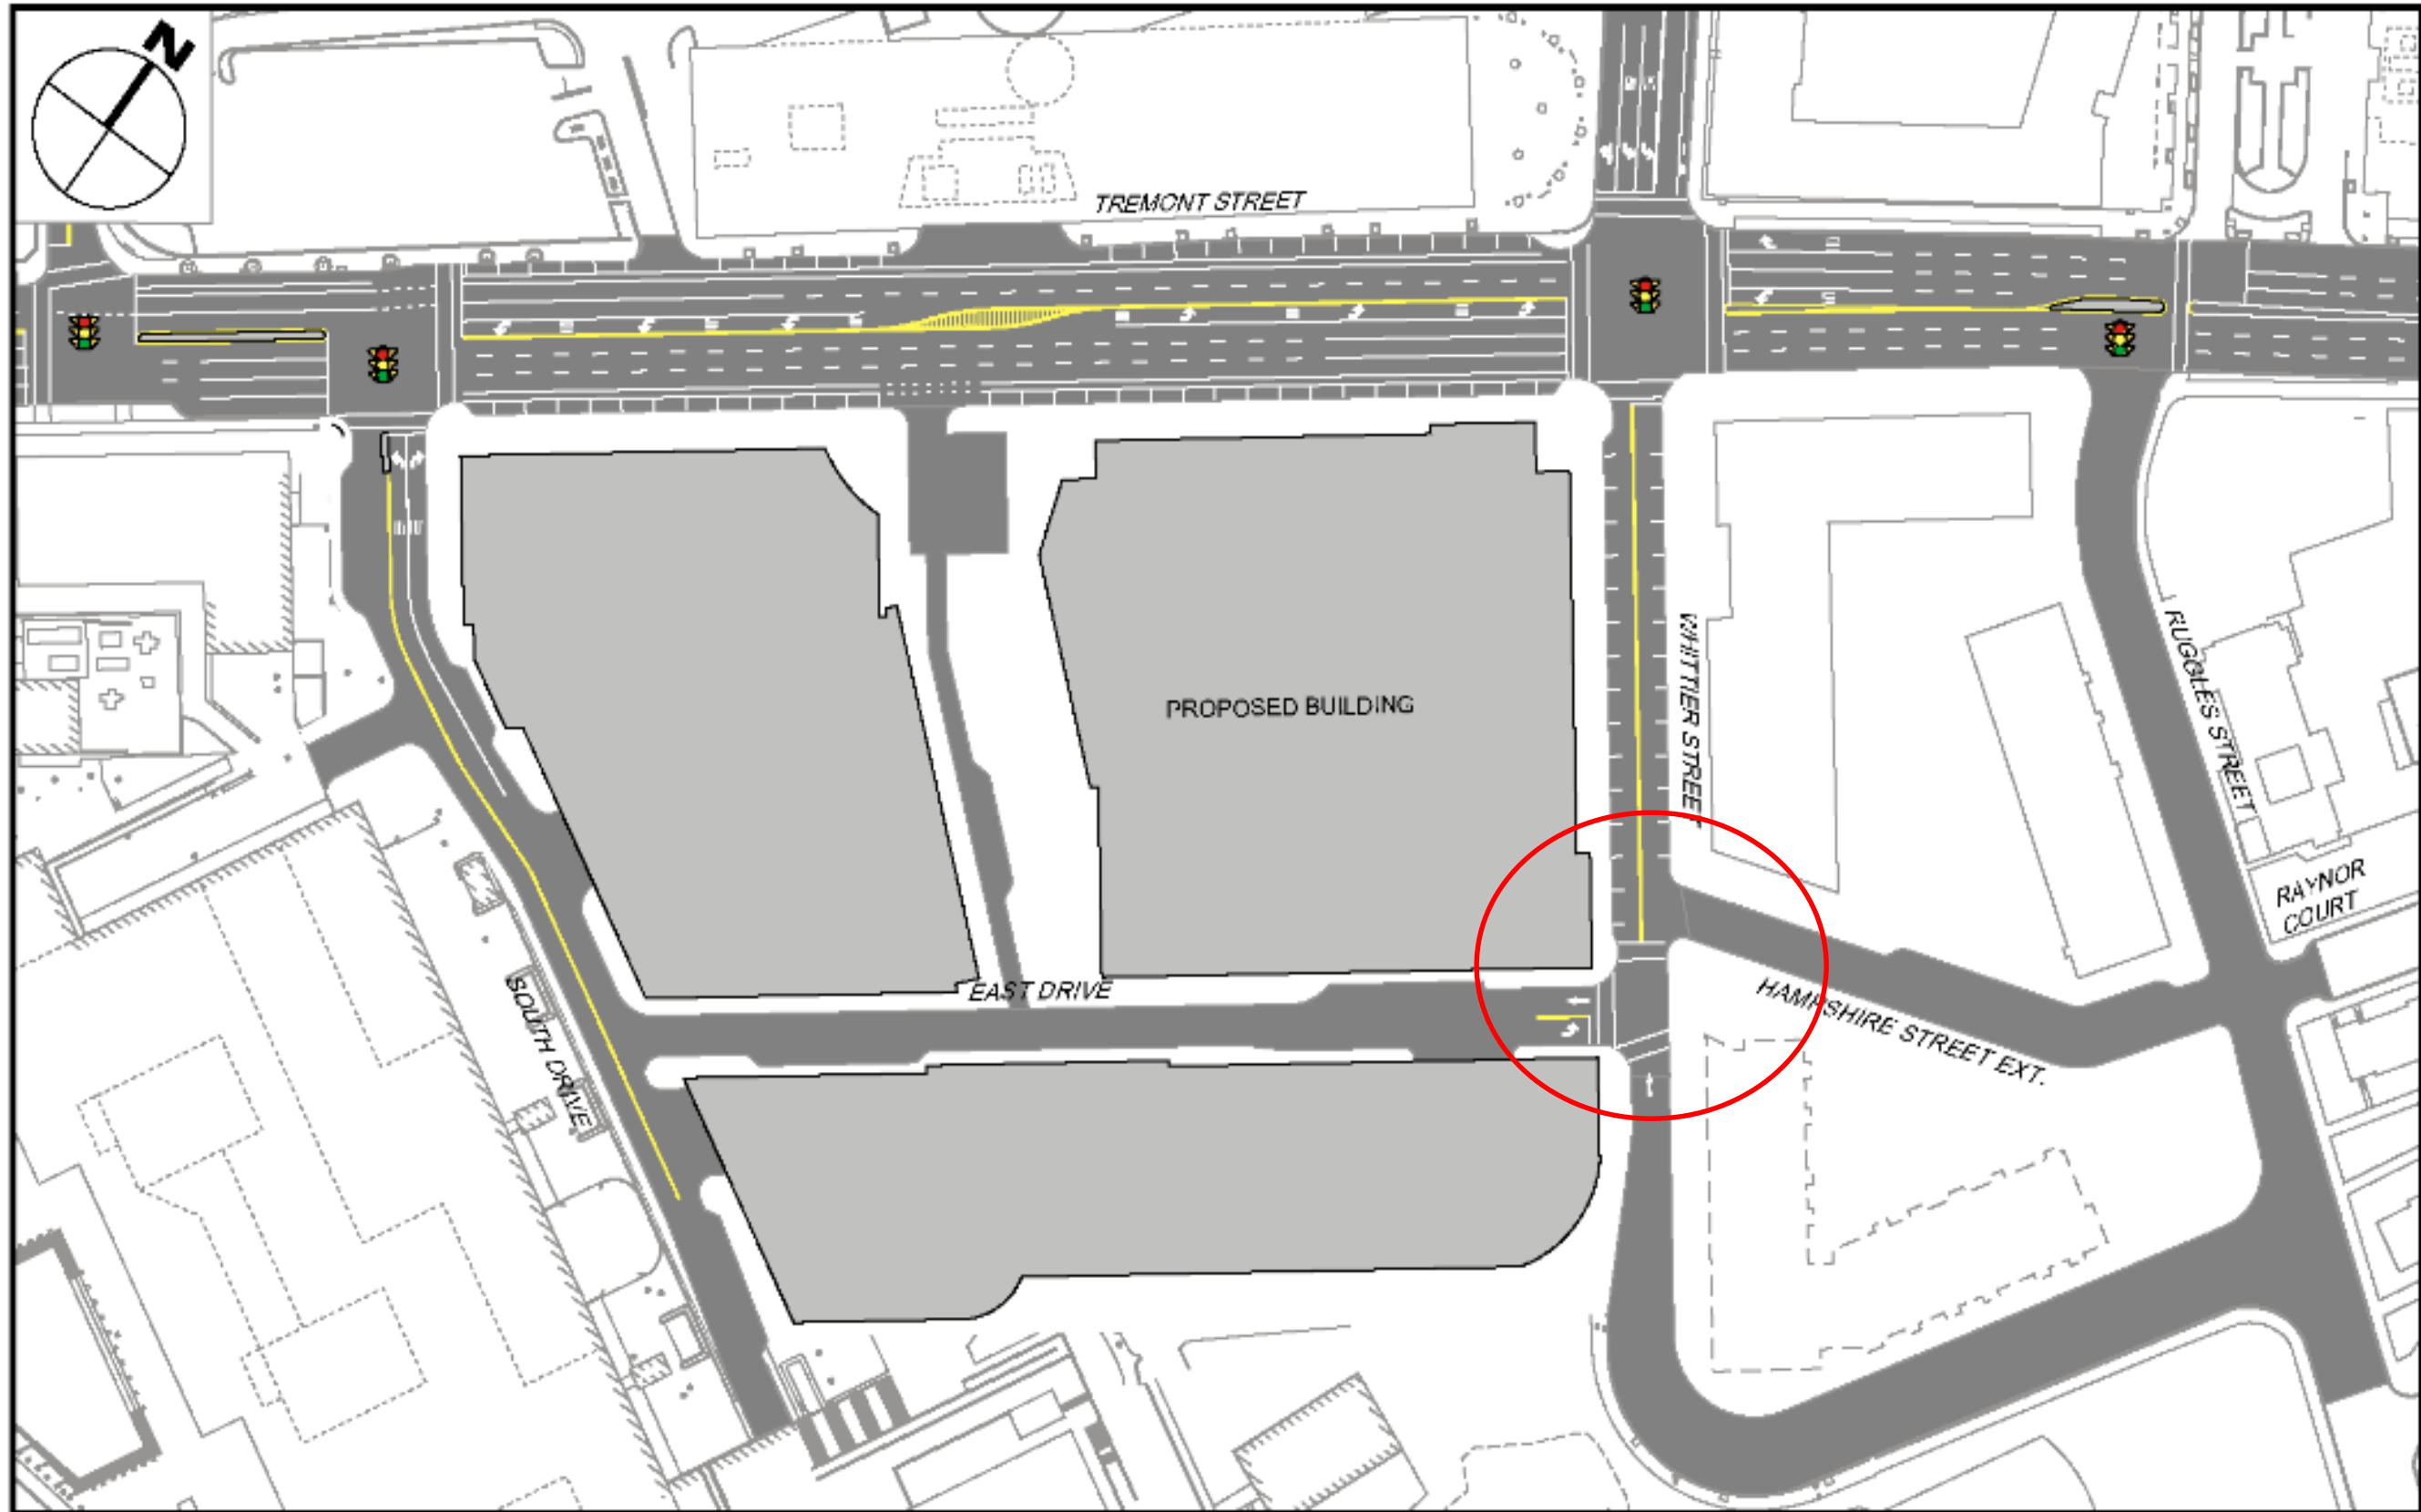 N
TREMONT STREET
PROPOSED BUILDING
WHITTIER STREET
RUGGLES STREET
RAYNOR
COURT
EAST DRIVE
HAMPSHIRE STREET EXT.
SOUTH DRIVE